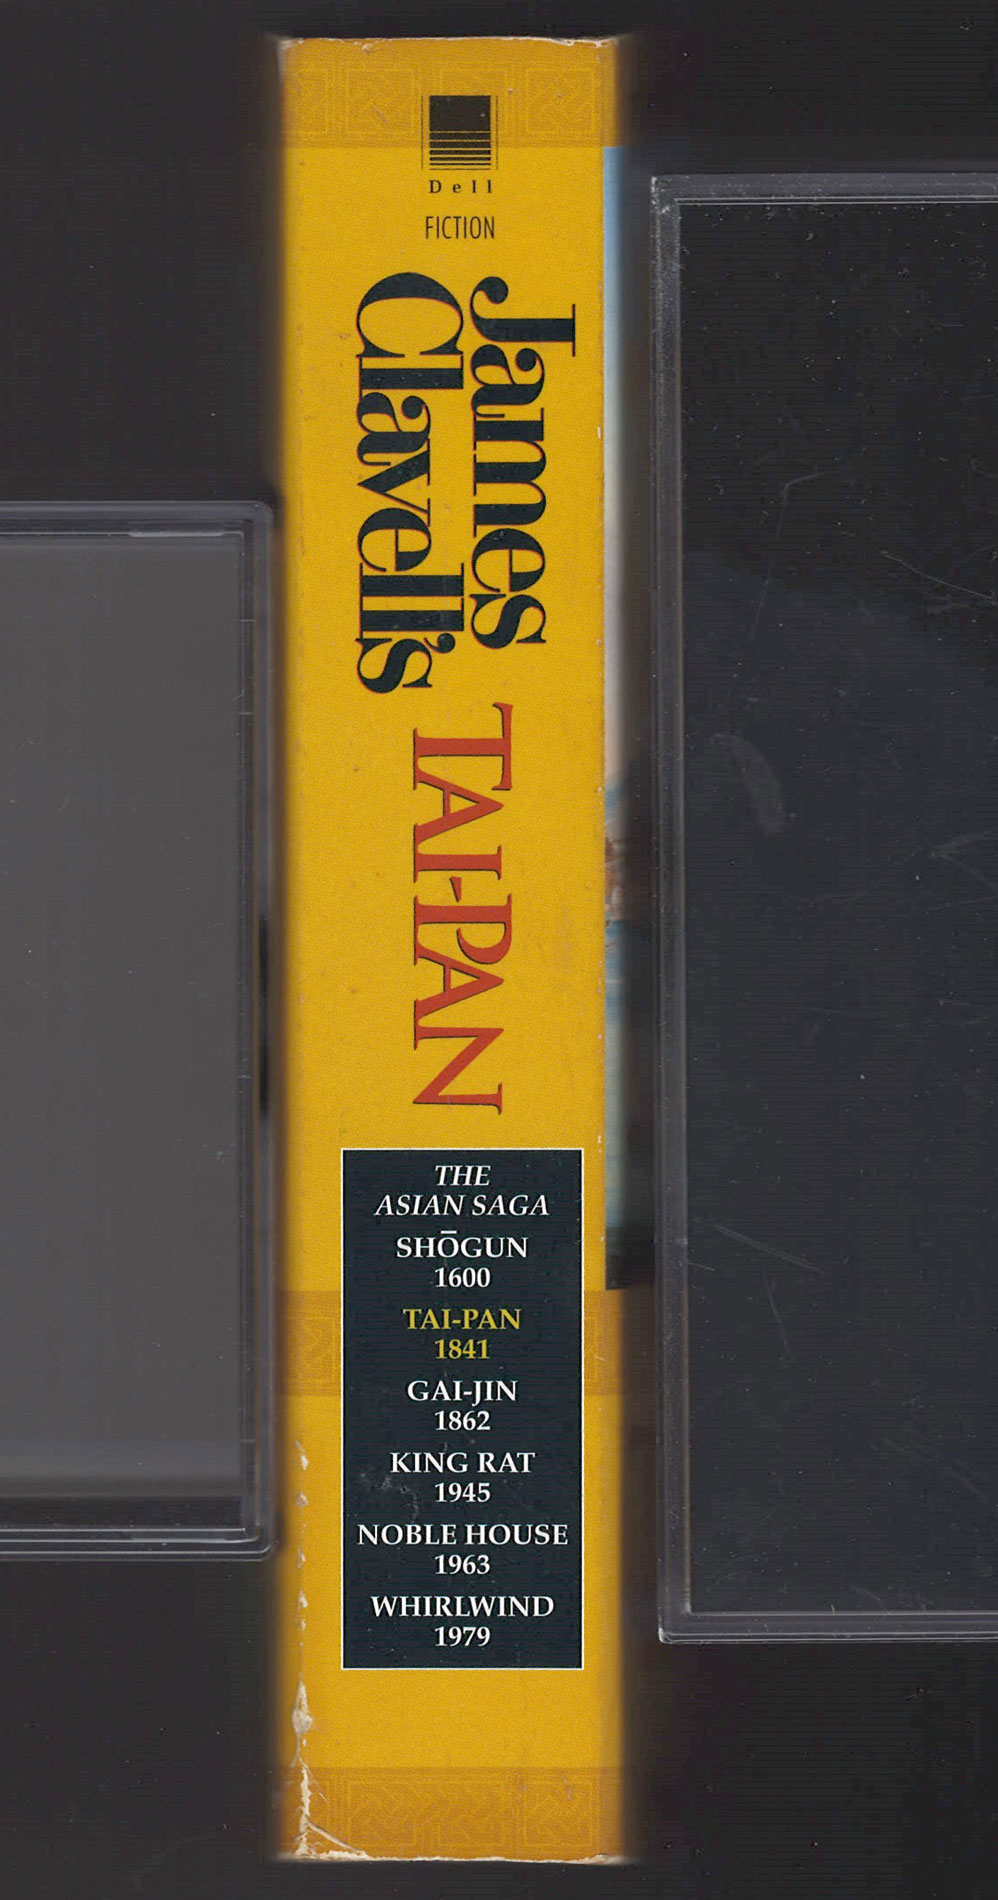 Dell
FICTION
James
Clavell's
TAI-PAN
THE
ASIAN SAGA
SHŌGUN
1600
TAI-PAN
1841
GAI-JIN
1862
KING RAT
1945
NOBLE HOUSE
1963
WHIRLWIND
1979